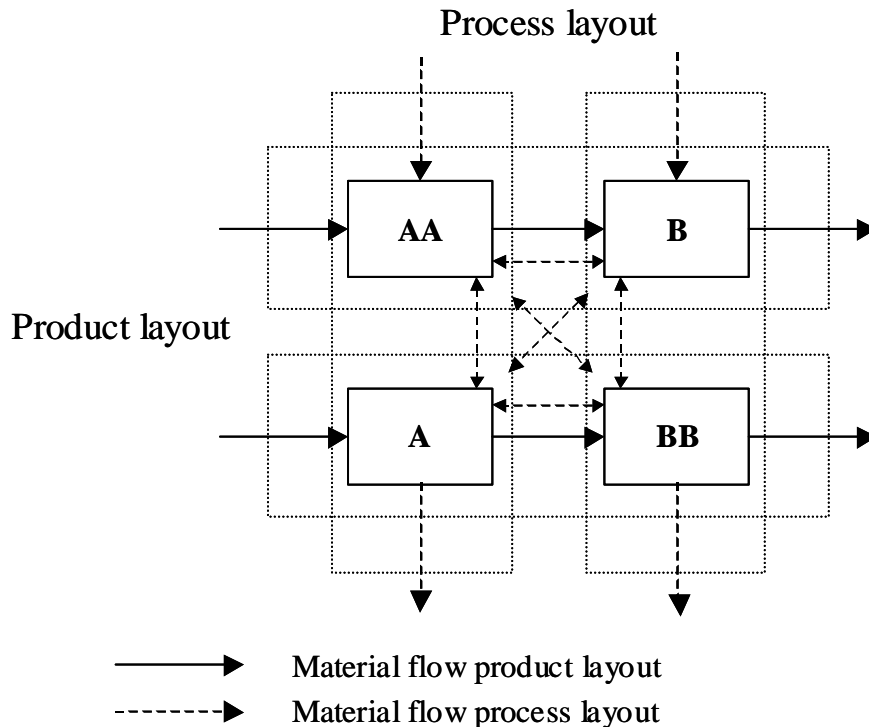 Process layout
AA
B
Product layout
A
BB
Material flow product layout
Material flow process layout